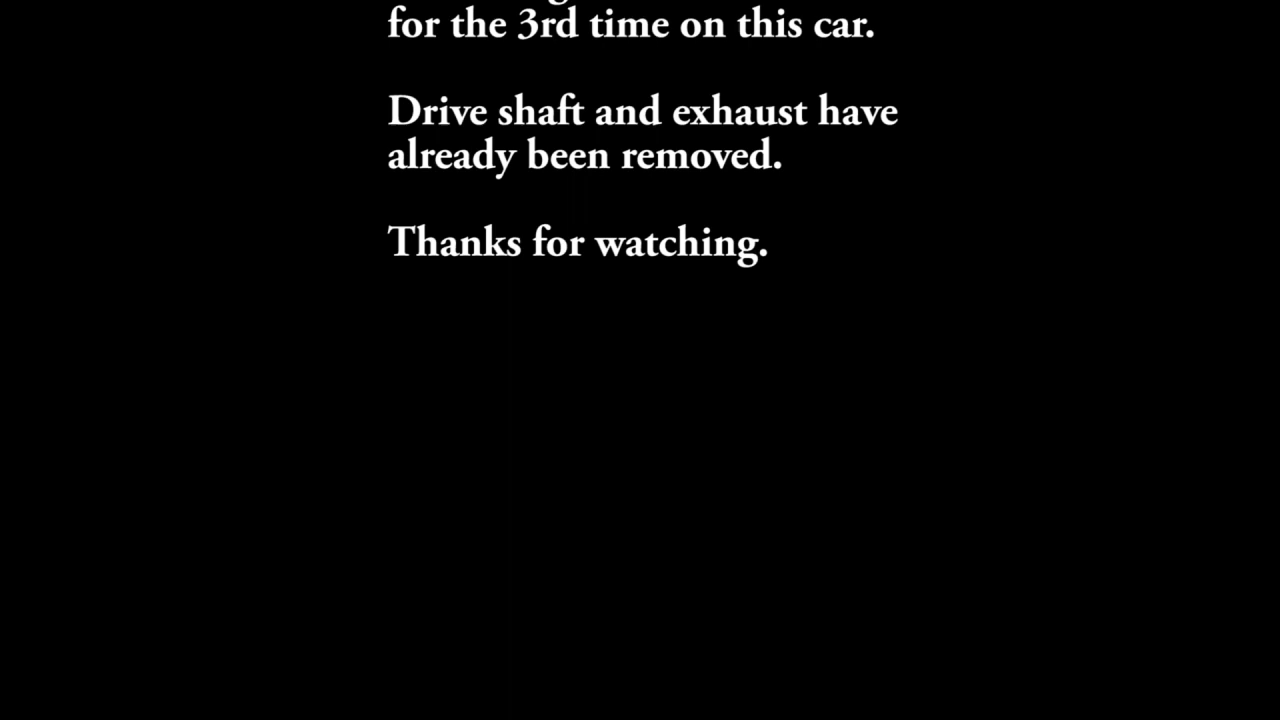 for the 3rd time on this car.
Drive shaft and exhaust have
already been removed.
Thanks for watching.